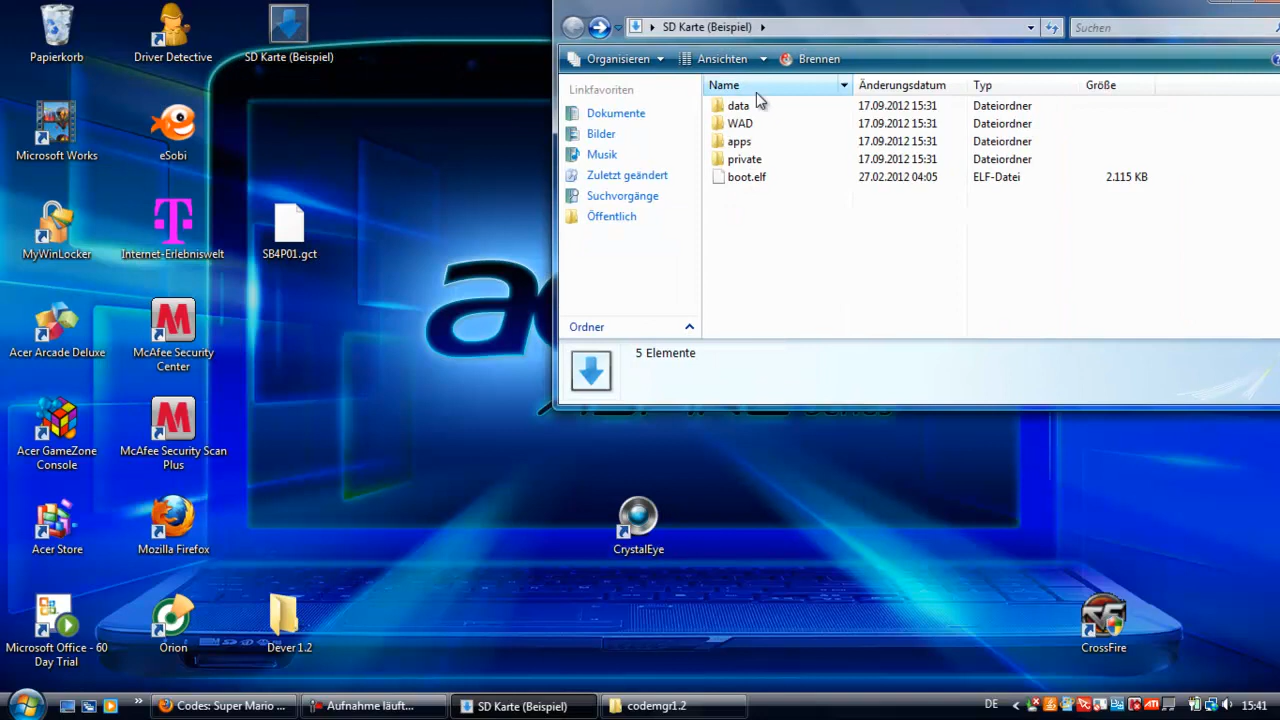 Papierkorb
Driver Detective
SD Karte (Beispiel)
Microsoft Works
eSobi
MyWinLocker
Internet-Erlebniswelt
SB4P01.gct
Acer Arcade Deluxe
McAfee Security
Center
Acer GameZone
Console
McAfee Security Scan
Plus
Acer Store
Mozilla Firefox
Microsoft Office - 60
Day Trial
Orion
Dever 1.2
CrystalEye
CrossFire
SD Karte (Beispiel)
Suchen
Organisieren
Ansichten
Brennen
Linkfavoriten
Dokumente
Bilder
Musik
Zuletzt geändert
Suchvorgänge
Öffentlich
Ordner
Name Änderungsdatum Typ Größe
data 17.09.2012 15:31 Dateiordner
WAD 17.09.2012 15:31 Dateiordner
apps 17.09.2012 15:31 Dateiordner
private 17.09.2012 15:31 Dateiordner
boot.elf 27.02.2012 04:05 ELF-Datei 2.115 KB
5 Elemente
Codes: Super Mario ...
Aufnahme läuft...
SD Karte (Beispiel)
codemgr1.2
DE
15:41